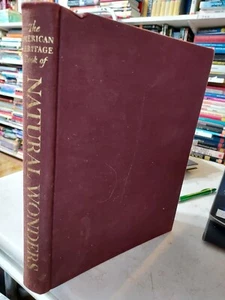 The
AMERICAN
HERITAGE
Book of
NATURAL WONDERS